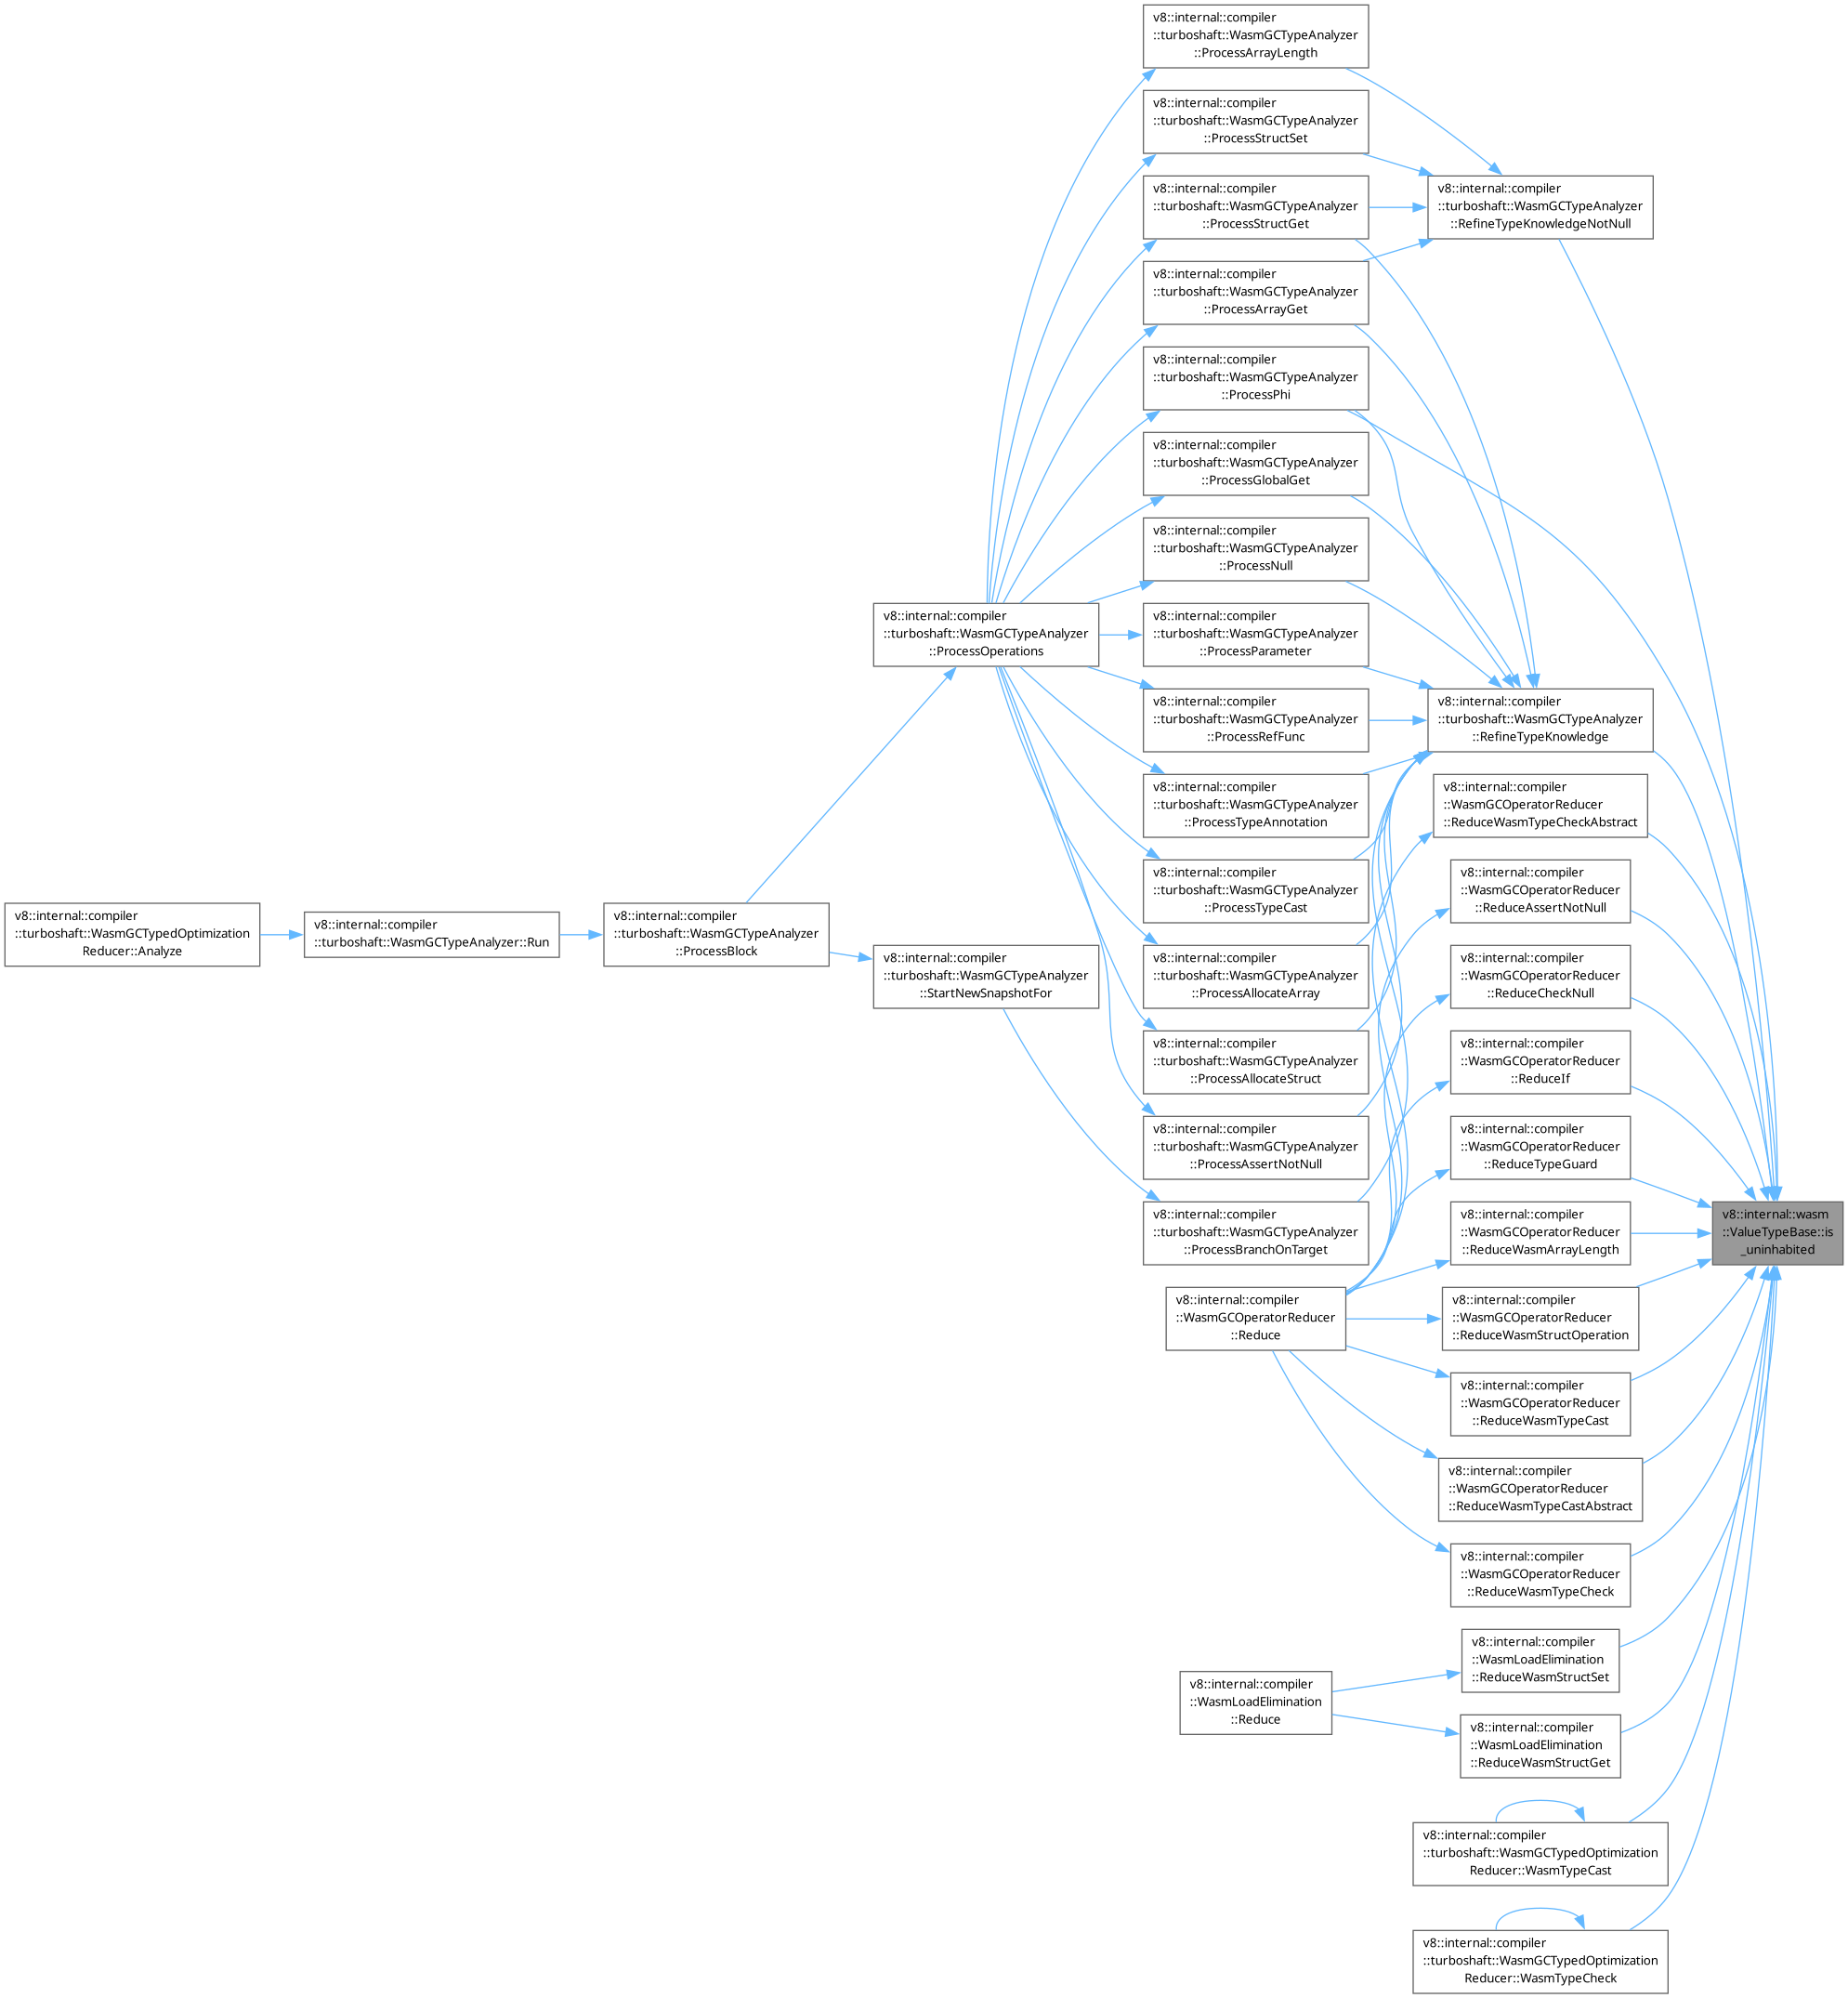 v8::internal::compiler
::turboshaft::WasmGCTypeAnalyzer
::ProcessArrayLength
v8::internal::compiler
::turboshaft::WasmGCTypeAnalyzer
::ProcessStructSet
v8::internal::compiler
::turboshaft::WasmGCTypeAnalyzer
::ProcessStructGet
v8::internal::compiler
::turboshaft::WasmGCTypeAnalyzer
::RefineTypeKnowledgeNotNull
v8::internal::compiler
::turboshaft::WasmGCTypeAnalyzer
::ProcessArrayGet
v8::internal::compiler
::turboshaft::WasmGCTypeAnalyzer
::ProcessPhi
v8::internal::compiler
::turboshaft::WasmGCTypeAnalyzer
::ProcessGlobalGet
v8::internal::compiler
::turboshaft::WasmGCTypeAnalyzer
::ProcessNull
v8::internal::compiler
::turboshaft::WasmGCTypeAnalyzer
::ProcessOperations
v8::internal::compiler
::turboshaft::WasmGCTypeAnalyzer
::ProcessParameter
v8::internal::compiler
::turboshaft::WasmGCTypeAnalyzer
::ProcessRefFunc
v8::internal::compiler
::turboshaft::WasmGCTypeAnalyzer
::RefineTypeKnowledge
v8::internal::compiler
::turboshaft::WasmGCTypeAnalyzer
::ProcessTypeAnnotation
v8::internal::compiler
::WasmGCOperatorReducer
::ReduceWasmTypeCheckAbstract
v8::internal::compiler
::turboshaft::WasmGCTypeAnalyzer
::ProcessTypeCast
v8::internal::compiler
::WasmGCOperatorReducer
::ReduceAssertNotNull
v8::internal::compiler
::turboshaft::WasmGCTypedOptimization
Reducer::Analyze
v8::internal::compiler
::turboshaft::WasmGCTypeAnalyzer::Run
v8::internal::compiler
::turboshaft::WasmGCTypeAnalyzer
::ProcessBlock
v8::internal::compiler
::turboshaft::WasmGCTypeAnalyzer
::StartNewSnapshotFor
v8::internal::compiler
::turboshaft::WasmGCTypeAnalyzer
::ProcessAllocateArray
v8::internal::compiler
::WasmGCOperatorReducer
::ReduceCheckNull
v8::internal::compiler
::turboshaft::WasmGCTypeAnalyzer
::ProcessAllocateStruct
v8::internal::compiler
::WasmGCOperatorReducer
::ReduceIf
v8::internal::compiler
::turboshaft::WasmGCTypeAnalyzer
::ProcessAssertNotNull
v8::internal::compiler
::WasmGCOperatorReducer
::ReduceTypeGuard
v8::internal::compiler
::turboshaft::WasmGCTypeAnalyzer
::ProcessBranchOnTarget
v8::internal::compiler
::WasmGCOperatorReducer
::ReduceWasmArrayLength
v8::internal::wasm
::ValueTypeBase::is
_uninhabited
v8::internal::compiler
::WasmGCOperatorReducer
::Reduce
v8::internal::compiler
::WasmGCOperatorReducer
::ReduceWasmStructOperation
v8::internal::compiler
::WasmGCOperatorReducer
::ReduceWasmTypeCast
v8::internal::compiler
::WasmGCOperatorReducer
::ReduceWasmTypeCastAbstract
v8::internal::compiler
::WasmGCOperatorReducer
::ReduceWasmTypeCheck
v8::internal::compiler
::WasmLoadElimination
::ReduceWasmStructSet
v8::internal::compiler
::WasmLoadElimination
::Reduce
v8::internal::compiler
::WasmLoadElimination
::ReduceWasmStructGet
v8::internal::compiler
::turboshaft::WasmGCTypedOptimization
Reducer::WasmTypeCast
v8::internal::compiler
::turboshaft::WasmGCTypedOptimization
Reducer::WasmTypeCheck